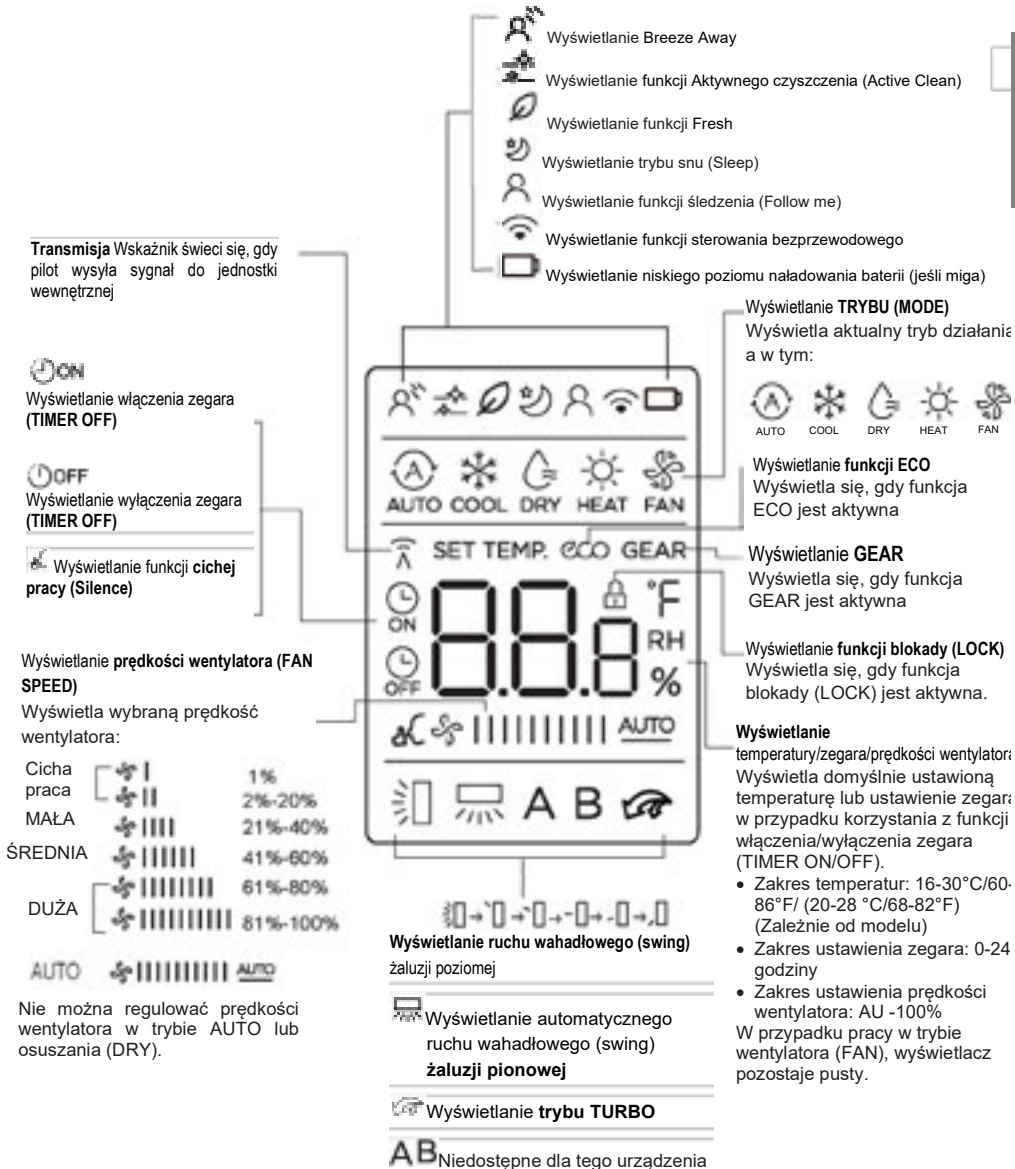 Wyświetlanie Breeze Away
Wyświetlanie funkcji Aktywnego czyszczenia (Active Clean)
Wyświetlanie funkcji Fresh
Wyświetlanie trybu snu (Sleep)
Wyświetlanie funkcji śledzenia (Follow me)
Wyświetlanie funkcji sterowania bezprzewodowego
Wyświetlanie niskiego poziomu naładowania baterii (jeśli miga)
Transmisja Wskaźnik świeci się, gdy
pilot wysyła sygnał do jednostki
wewnętrznej
ON
Wyświetlanie włączenia zegara
(TIMER OFF)
OFF
Wyświetlanie wyłączenia zegara
(TIMER OFF)
Wyświetlanie funkcji cichej
pracy (Silence)
Wyświetlanie prędkości wentylatora (FAN
SPEED)
Wyświetla wybraną prędkość
wentylatora:
Cicha
praca
1%
2%-20%
MAŁA
21%-40%
ŚREDNIA
41%-60%
DUŻA
61%-80%
81%-100%
AUTO
AUTO
Nie można regulować prędkości
wentylatora w trybie AUTO lub
osuszania (DRY).
AUTO COOL DRY HEAT FAN
SET TEMP. eco GEAR
ON
OFF
88.8
°F
RH
%
AUTO
A B
Wyświetlanie ruchu wahadłowego (swing)
żaluzji poziomej
Wyświetlanie automatycznego
ruchu wahadłowego (swing)
żaluzji pionowej
Wyświetlanie trybu TURBO
AB Niedostępne dla tego urządzenia
Wyświetlanie TRYBU (MODE)
Wyświetla aktualny tryb działania
a w tym:
A
AUTO COOL DRY HEAT FAN
Wyświetlanie funkcji ECO
Wyświetla się, gdy funkcja
ECO jest aktywna
Wyświetlanie GEAR
Wyświetla się, gdy funkcja
GEAR jest aktywna
Wyświetlanie funkcji blokady (LOCK)
Wyświetla się, gdy funkcja
blokady (LOCK) jest aktywna.
Wyświetlanie
temperatury/zegara/prędkości wentylatora
Wyświetla domyślnie ustawioną
temperaturę lub ustawienie zegara
w przypadku korzystania z funkcji
włączenia/wyłączenia zegara
(TIMER ON/OFF).
• Zakres temperatur: 16-30°C/60-
86°F/ (20-28 °C/68-82°F)
(Zależnie od modelu)
• Zakres ustawienia zegara: 0-24
godziny
• Zakres ustawienia prędkości
wentylatora: AU -100%
W przypadku pracy w trybie
wentylatora (FAN), wyświetlacz
pozostaje pusty.